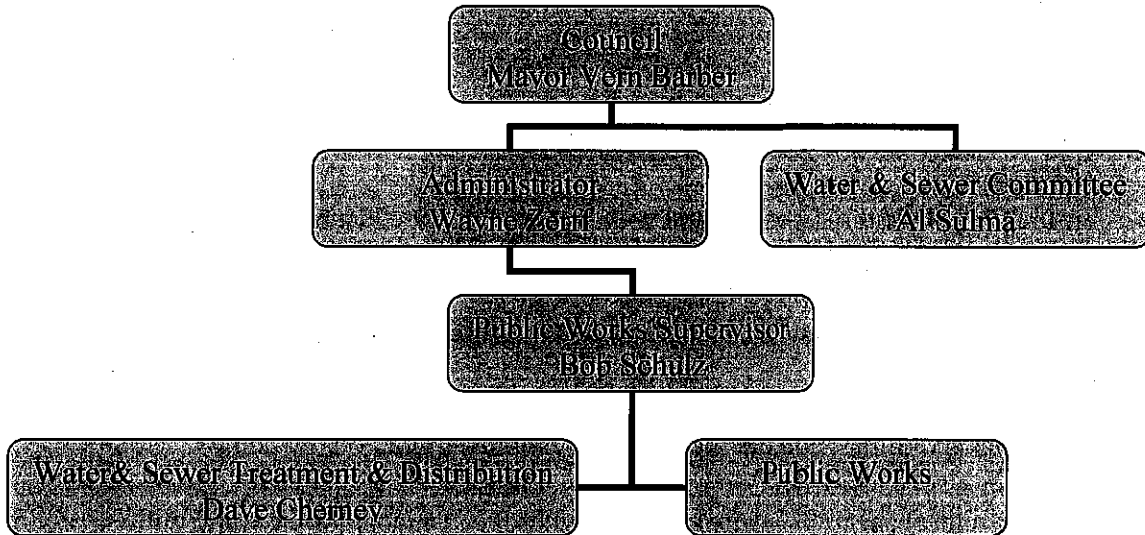 Council
Mayor Vern Barber
Administrator
Wayne Zerff
Water & Sewer Committee
Al Sulma
Public Works Supervisor
Bob Schulz
Water& Sewer Treatment & Distribution
Dave
Public Works